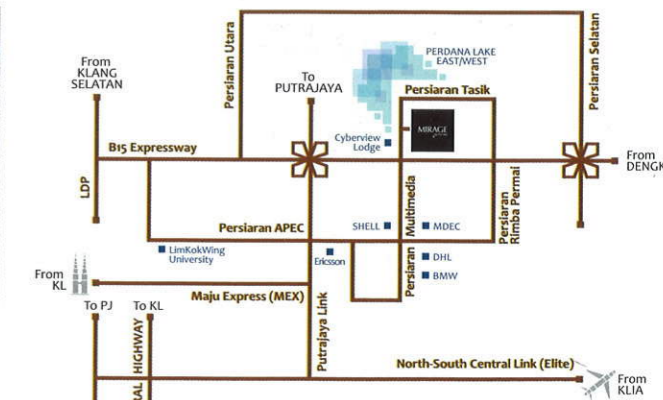 From
KLANG
SELATAN
Persiaran Utara
To
PUTRAJAYA
PERDANA LAKE
EAST/WEST
Persiaran Tasik
Persiaran Selatan
MIRAGE
Cyberview
Lodge
B15 Expressway
From
DENGK
LDP
Persiaran APEC
SHELL
Multimedia
MDEC
Persiaran
Rimba Permai
LimKokWing
University
Ericsson
DHL
Persiaran
BMW
From
KL
Maju Express (MEX)
Putrajaya Link
To PJ
To KL
RAL HIGHWAY
North-South Central Link (Elite)
From
KLIA